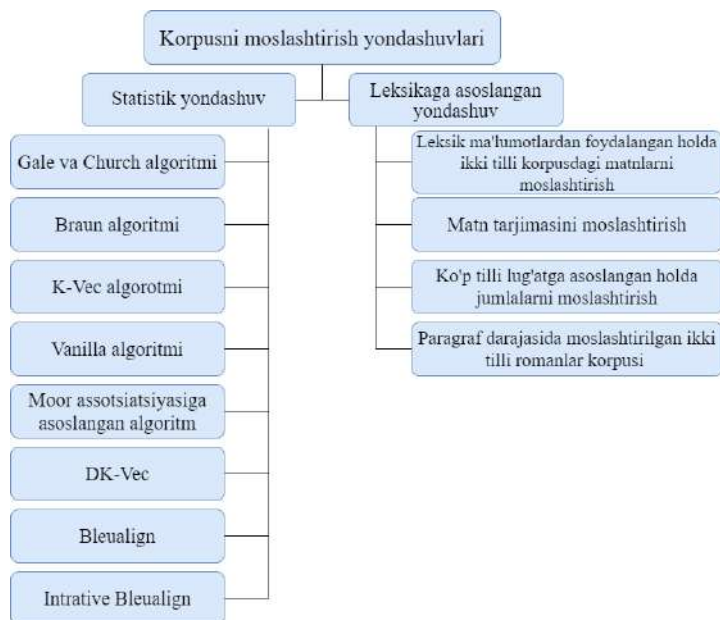 Korpusni moslashtirish yondashuvlari
Statistik yondashuv
Gale va Church algoritmi
Braun algoritmi
K-Vec algorotmi
Vanilla algoritmi
Moor assotsiatsiyasiga
asoslangan algoritm
DK-Vec
Bleualign
Intrative Bleualign
Leksikaga asoslangan
yondashuv
Leksik ma'lumotlardan foydalangan holda
ikki tilli korpusdagi matnlarni
moslashtirish
Matn tarjimasini moslashtirish
Ko'p tilli lug'atga asoslangan holda
jumlalarni moslashtirish
Paragraf darajasida moslashtirilgan ikki
tilli romanlar korpusi